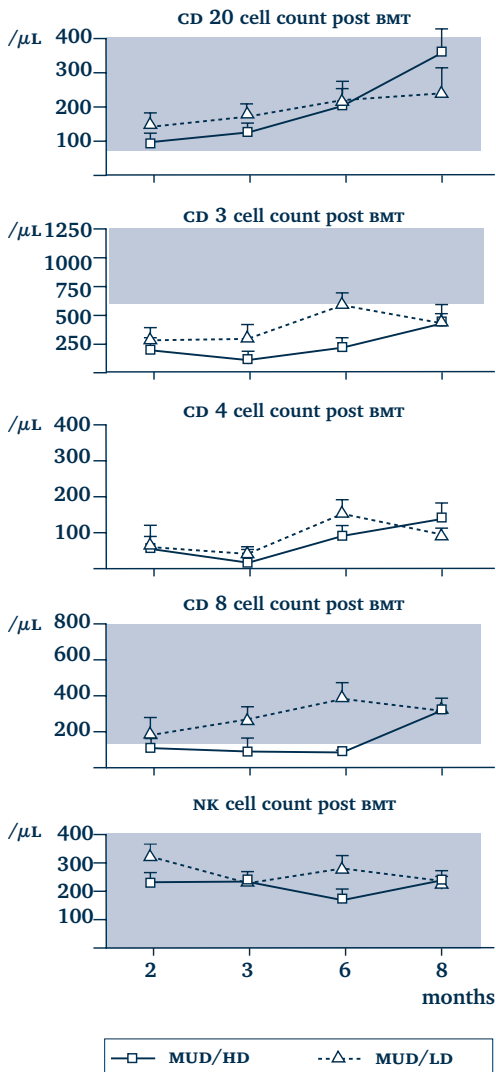 CD 20 cell count post BMT
/μL 400
300
200
100
CD 3 cell count post BMT
/μL 1250
1000
750
500
250
CD 4 cell count post BMT
/μL 400
300
200
100
CD 8 cell count post BMT
/μL 800
600
400
200
NK cell count post BMT
/μL 400
300
200
100
2 3 6 8
months
MUD/HD MUD/LD